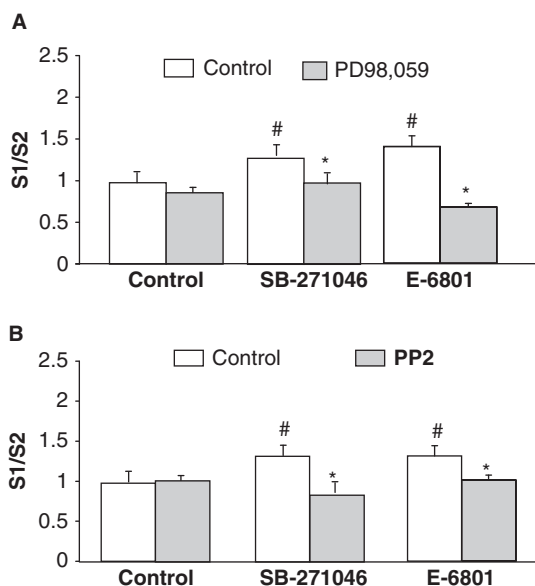 A
2.5
Control
PD98,059
2
#
#
1.5
*
S1/S2
1
*
0.5
0
Control
SB-271046
E-6801
B
2.5
Control
PP2
2
#
#
1.5
*
*
S1/S2
1
0.5
0
Control
SB-271046
E-6801